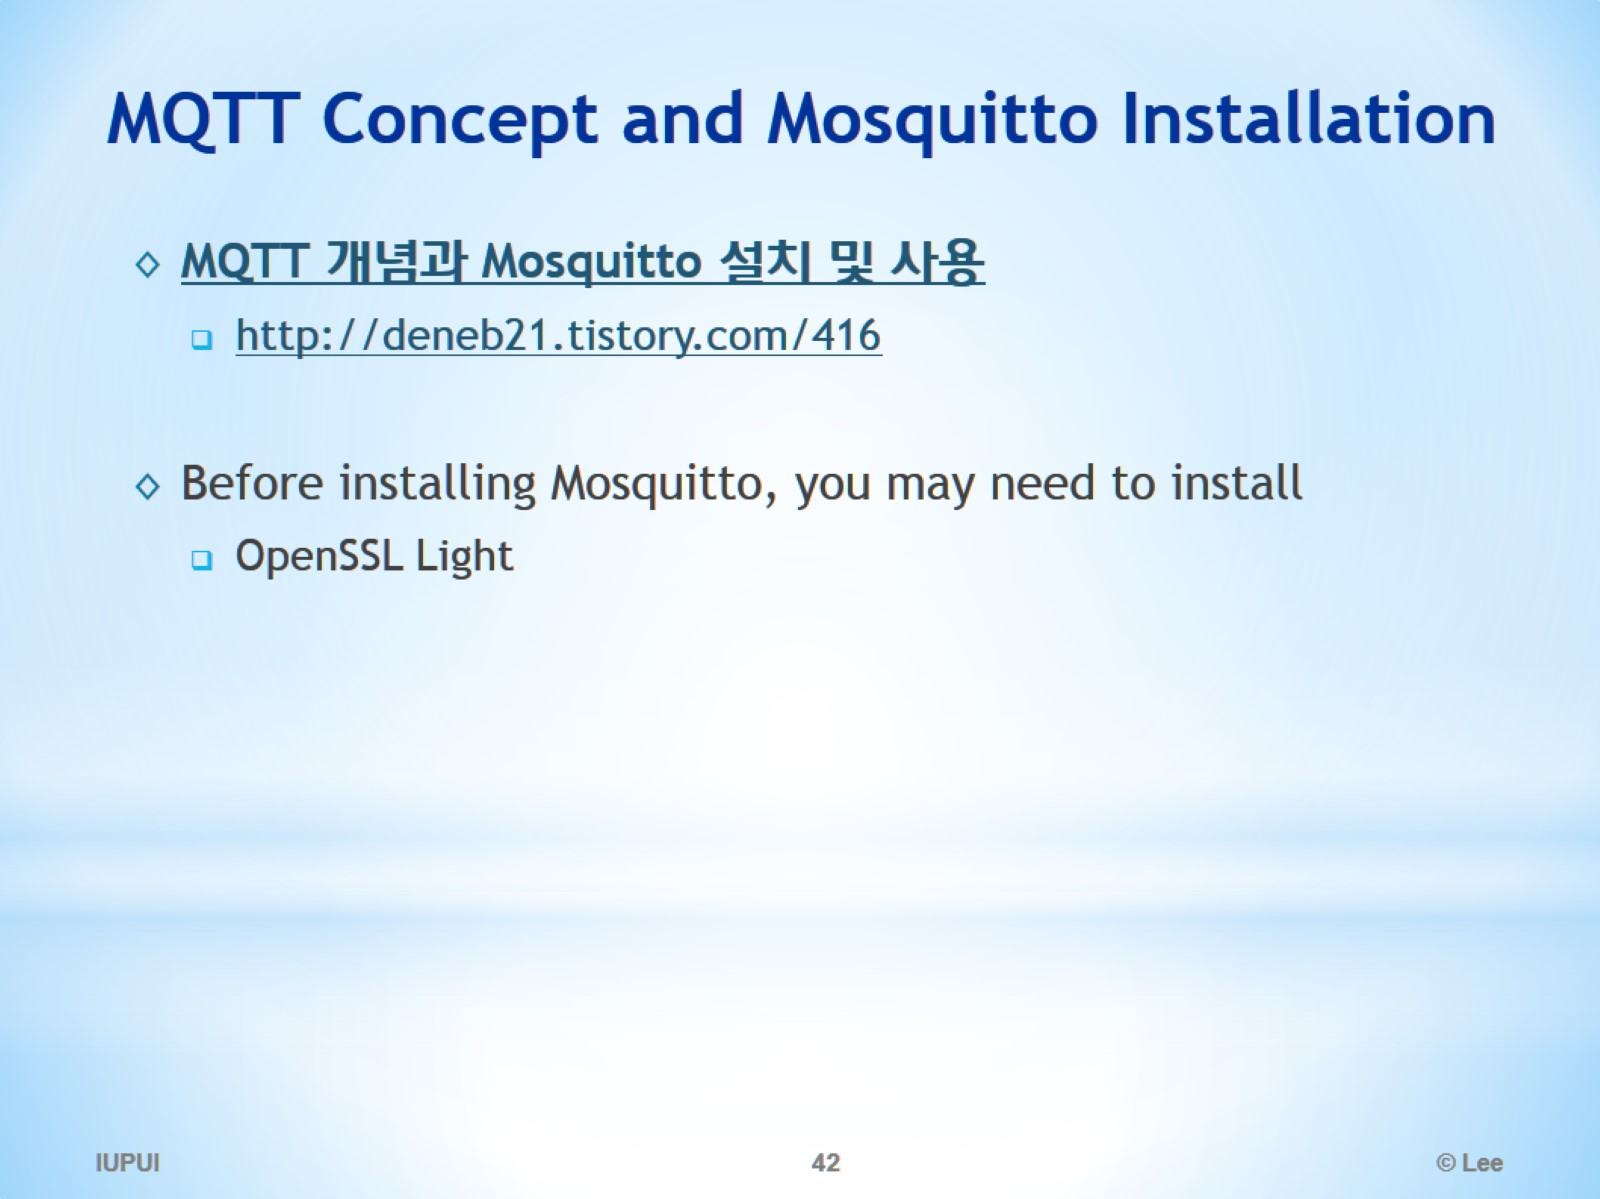 MQTT Concept and Mosquitto Installation
MQTT 개념과 Mosquitto 설치 및 사용
http://deneb21.tistory.com/416
Before installing Mosquitto, you may need to install
OpenSSL Light
IUPUI
42
© Lee